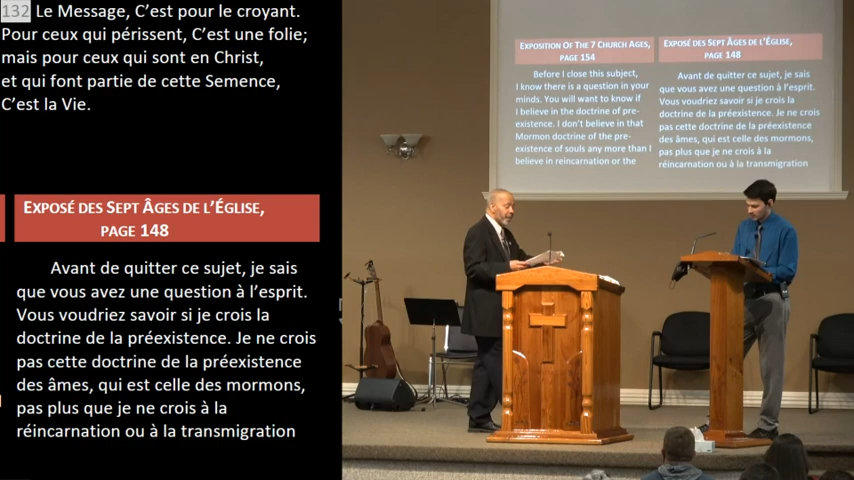 132 Le Message, C'est pour le croyant.
Pour ceux qui périssent, C'est une folie;
mais pour ceux qui sont en Christ,
et qui font partie de cette Semence,
C'est la Vie.
EXPOSÉ DES SEPT ÂGES DE L'ÉGLISE,
PAGE 148
Avant de quitter ce sujet, je sais
que vous avez une question à l'esprit.
Vous voudriez savoir si je crois la
doctrine de la préexistence. Je ne crois
pas cette doctrine de la préexistence
des âmes, qui est celle des mormons,
pas plus que je ne crois à la
réincarnation ou à la transmigration
EXPOSITION OF THE 7 CHURCH AGES,
PAGE 154
Before I close this subject,
I know there is a question in your
minds. You will want to know if
I believe in the doctrine of pre-
existence. I don't believe in that
Mormon doctrine of the pre-
existence of souls any more than I
believe in reincarnation or the
EXPOSÉ DES SEPT ÂGES DE L'ÉGLISE,
PAGE 148
Avant de quitter ce sujet, je sais
que vous avez une question à l'esprit.
Vous voudriez savoir si je crois la
doctrine de la préexistence. Je ne crois
pas cette doctrine de la préexistence
des âmes, qui est celle des mormons,
pas plus que je ne crois à la
réincarnation ou à la transmigration